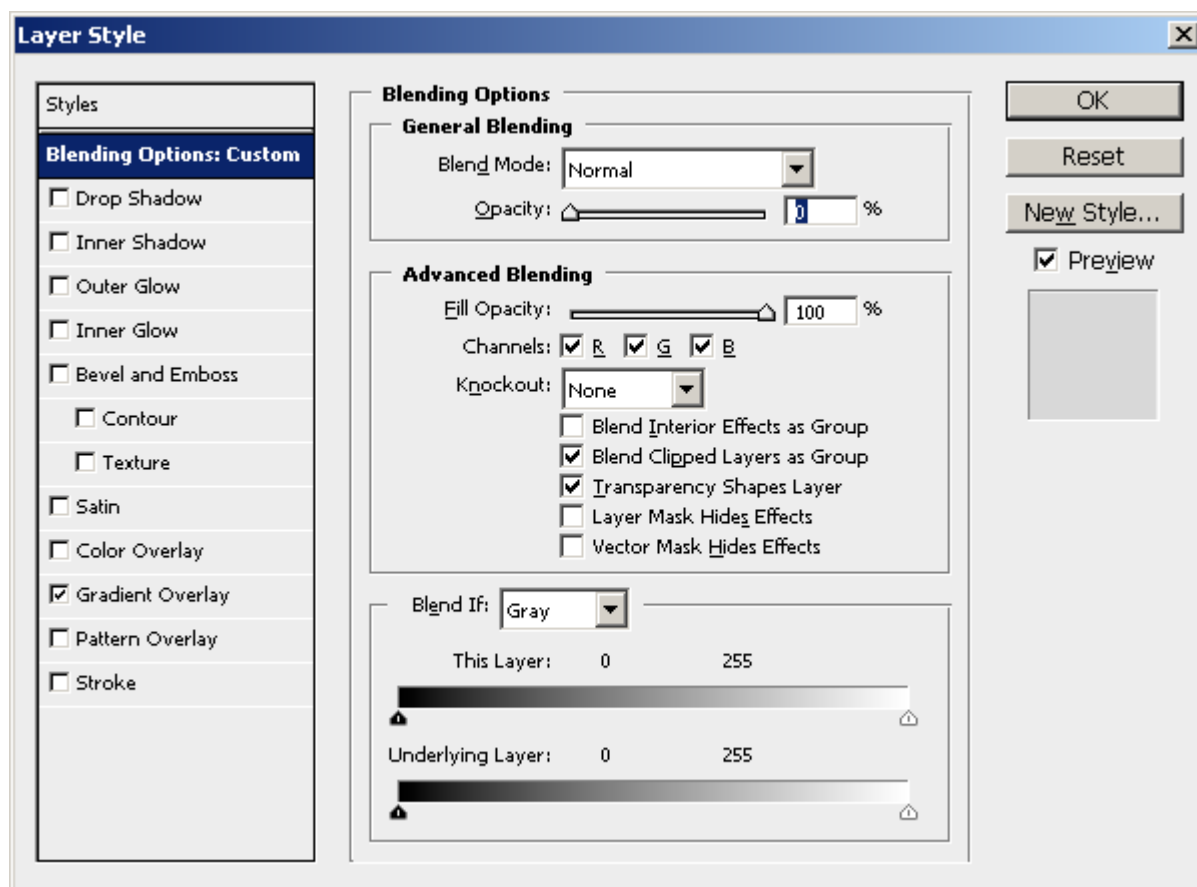 Layer Style
Styles
Blending Options: Custom
Drop Shadow
Inner Shadow
Outer Glow
Inner Glow
Bevel and Emboss
Contour
Texture
Satin
Color Overlay
Gradient Overlay
Pattern Overlay
Stroke
Blending Options
General Blending
Blend Mode: Normal
Opacity: 0 %
Advanced Blending
Fill Opacity: 100 %
Channels: R G B
Knockout: None
Blend Interior Effects as Group
Blend Clipped Layers as Group
Transparency Shapes Layer
Layer Mask Hides Effects
Vector Mask Hides Effects
Blend If: Gray
This Layer: 0 255
Underlying Layer: 0 255
OK
Reset
New Style...
Preview